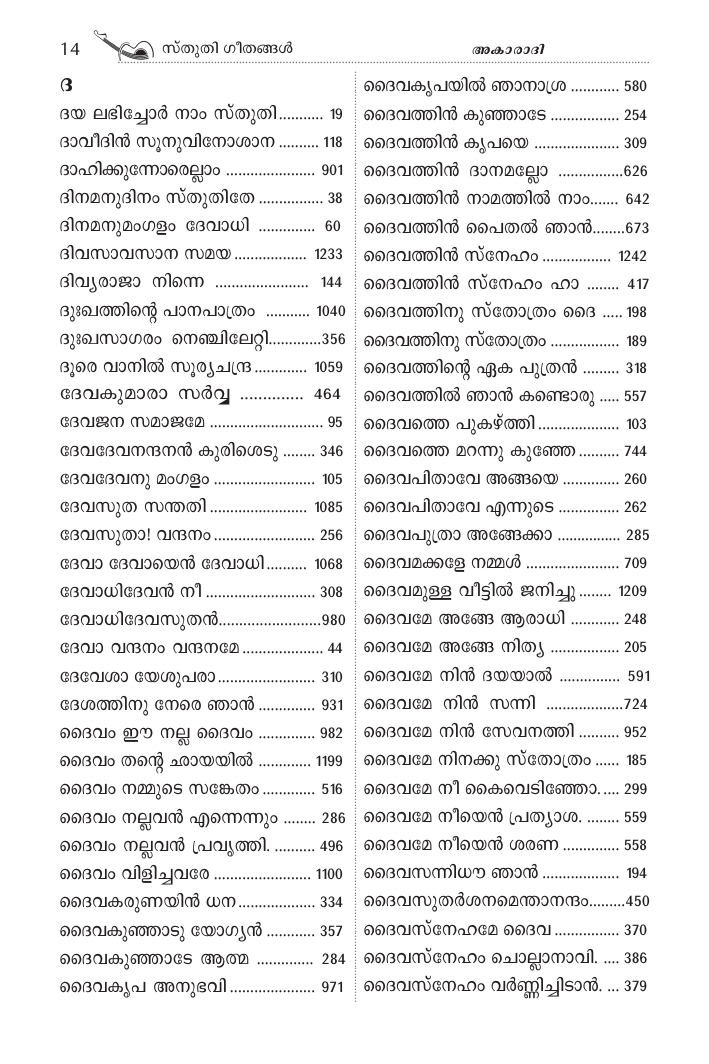 14 സ്തുതി ഗീതങ്ങൾ അകാരാദി
ദ
ദയ ലഭിച്ചോർ നാം സ്തുതി.......... 19
ദാവീദിൻ സൂനുവിനോശാന ......... 118
ദാഹിക്കുന്നോരെല്ലാം .................... 901
ദിനമനുദിനം സ്തുതിതേ ............... 38
ദിനമനുമംഗളം ദേവാധി ............. 60
ദിവസാവസാന സമയ ................. 1233
ദിവ്യരാജാ നിന്നെ ..................... 144
ദുഃഖത്തിന്റെ പാനപാത്രം .......... 1040
ദുഃഖസാഗരം നെഞ്ചിലേറ്റി............356
ദൂരെ വാനിൽ സൂര്യചന്ദ്ര ............ 1059
ദേവകുമാരാ സർവ്വ ............. 464
ദേവജന സമാജമേ .......................... 95
ദേവദേവനന്ദനൻ കുരിശെടു ........ 346
ദേവദേവനു മംഗളം ....................... 105
ദേവസുത സന്തതി ...................... 1085
ദേവസുതാ! വന്ദനം ....................... 256
ദേവാ ദേവായെൻ ദേവാധി ......... 1068
ദേവാധിദേവൻ നീ ......................... 308
ദേവാധിദേവസുതൻ.......................980
ദേവാ വന്ദനം വന്ദനമേ ................... 44
ദേവേശാ യേശുപരാ ...................... 310
ദേശത്തിനു നേരെ ഞാൻ ............. 931
ദൈവം ഈ നല്ല ദൈവം ............. 982
ദൈവം തന്റെ ഛായയിൽ ............ 1199
ദൈവം നമ്മുടെ സങ്കേതം ............ 516
ദൈവം നല്ലവൻ എന്നെന്നും ........ 286
ദൈവം നല്ലവൻ പ്രവൃത്തി. ......... 496
ദൈവം വിളിച്ചവരേ ...................... 1100
ദൈവകരുണയിൻ ധന .................. 334
ദൈവകുഞ്ഞാടു യോഗ്യൻ ........... 357
ദൈവകുഞ്ഞാടേ ആത്മ ............. 284
ദൈവകൃപ അനുഭവി ................... 971
ദൈവകൃപയിൽ ഞാനാശ്ര ............ 580
ദൈവത്തിൻ കുഞ്ഞാടേ ................ 254
ദൈവത്തിൻ കൃപയെ ................... 309
ദൈവത്തിൻ ദാനമല്ലോ ...............626
ദൈവത്തിൻ നാമത്തിൽ നാം....... 642
ദൈവത്തിൻ പൈതൽ ഞാൻ........673
ദൈവത്തിൻ സ്നേഹം ................ 1242
ദൈവത്തിൻ സ്നേഹം ഹാ ........ 417
ദൈവത്തിനു സ്തോത്രം ദൈ ..... 198
ദൈവത്തിനു സ്തോത്രം ................ 189
ദൈവത്തിന്റെ ഏക പുത്രൻ ......... 318
ദൈവത്തിൽ ഞാൻ കണ്ടൊരു ..... 557
ദൈവത്തെ പുകഴ്ത്തി ................... 103
ദൈവത്തെ മറന്നു കുഞ്ഞേ .......... 744
ദൈവപിതാവേ അങ്ങയെ ............. 260
ദൈവപിതാവേ എന്നുടെ .............. 262
ദൈവപുത്രാ അങ്ങേക്കാ ............... 285
ദൈവമക്കളേ നമ്മൾ ..................... 709
ദൈവമുള്ള വീട്ടിൽ ജനിച്ചു ........ 1209
ദൈവമേ അങ്ങേ ആരാധി ............ 248
ദൈവമേ അങ്ങേ നിത്യ ................ 205
ദൈവമേ നിൻ ദയയാൽ .............. 591
ദൈവമേ നിൻ സന്നി ..................724
ദൈവമേ നിൻ സേവനത്തി .......... 952
ദൈവമേ നിനക്കു സ്തോത്രം ...... 185
ദൈവമേ നീ കൈവെടിഞ്ഞോ. .... 299
ദൈവമേ നീയെൻ പ്രത്യാശ. ........ 559
ദൈവമേ നീയെൻ ശരണ ............. 558
ദൈവസന്നിധൗ ഞാൻ .................. 194
ദൈവസുതർശനമെന്താനന്ദം.........450
ദൈവസ്നേഹമേ ദൈവ ............... 370
ദൈവസ്നേഹം ചൊല്ലാനാവി. .... 386
ദൈവസ്നേഹം വർണ്ണിച്ചിടാൻ. ... 379